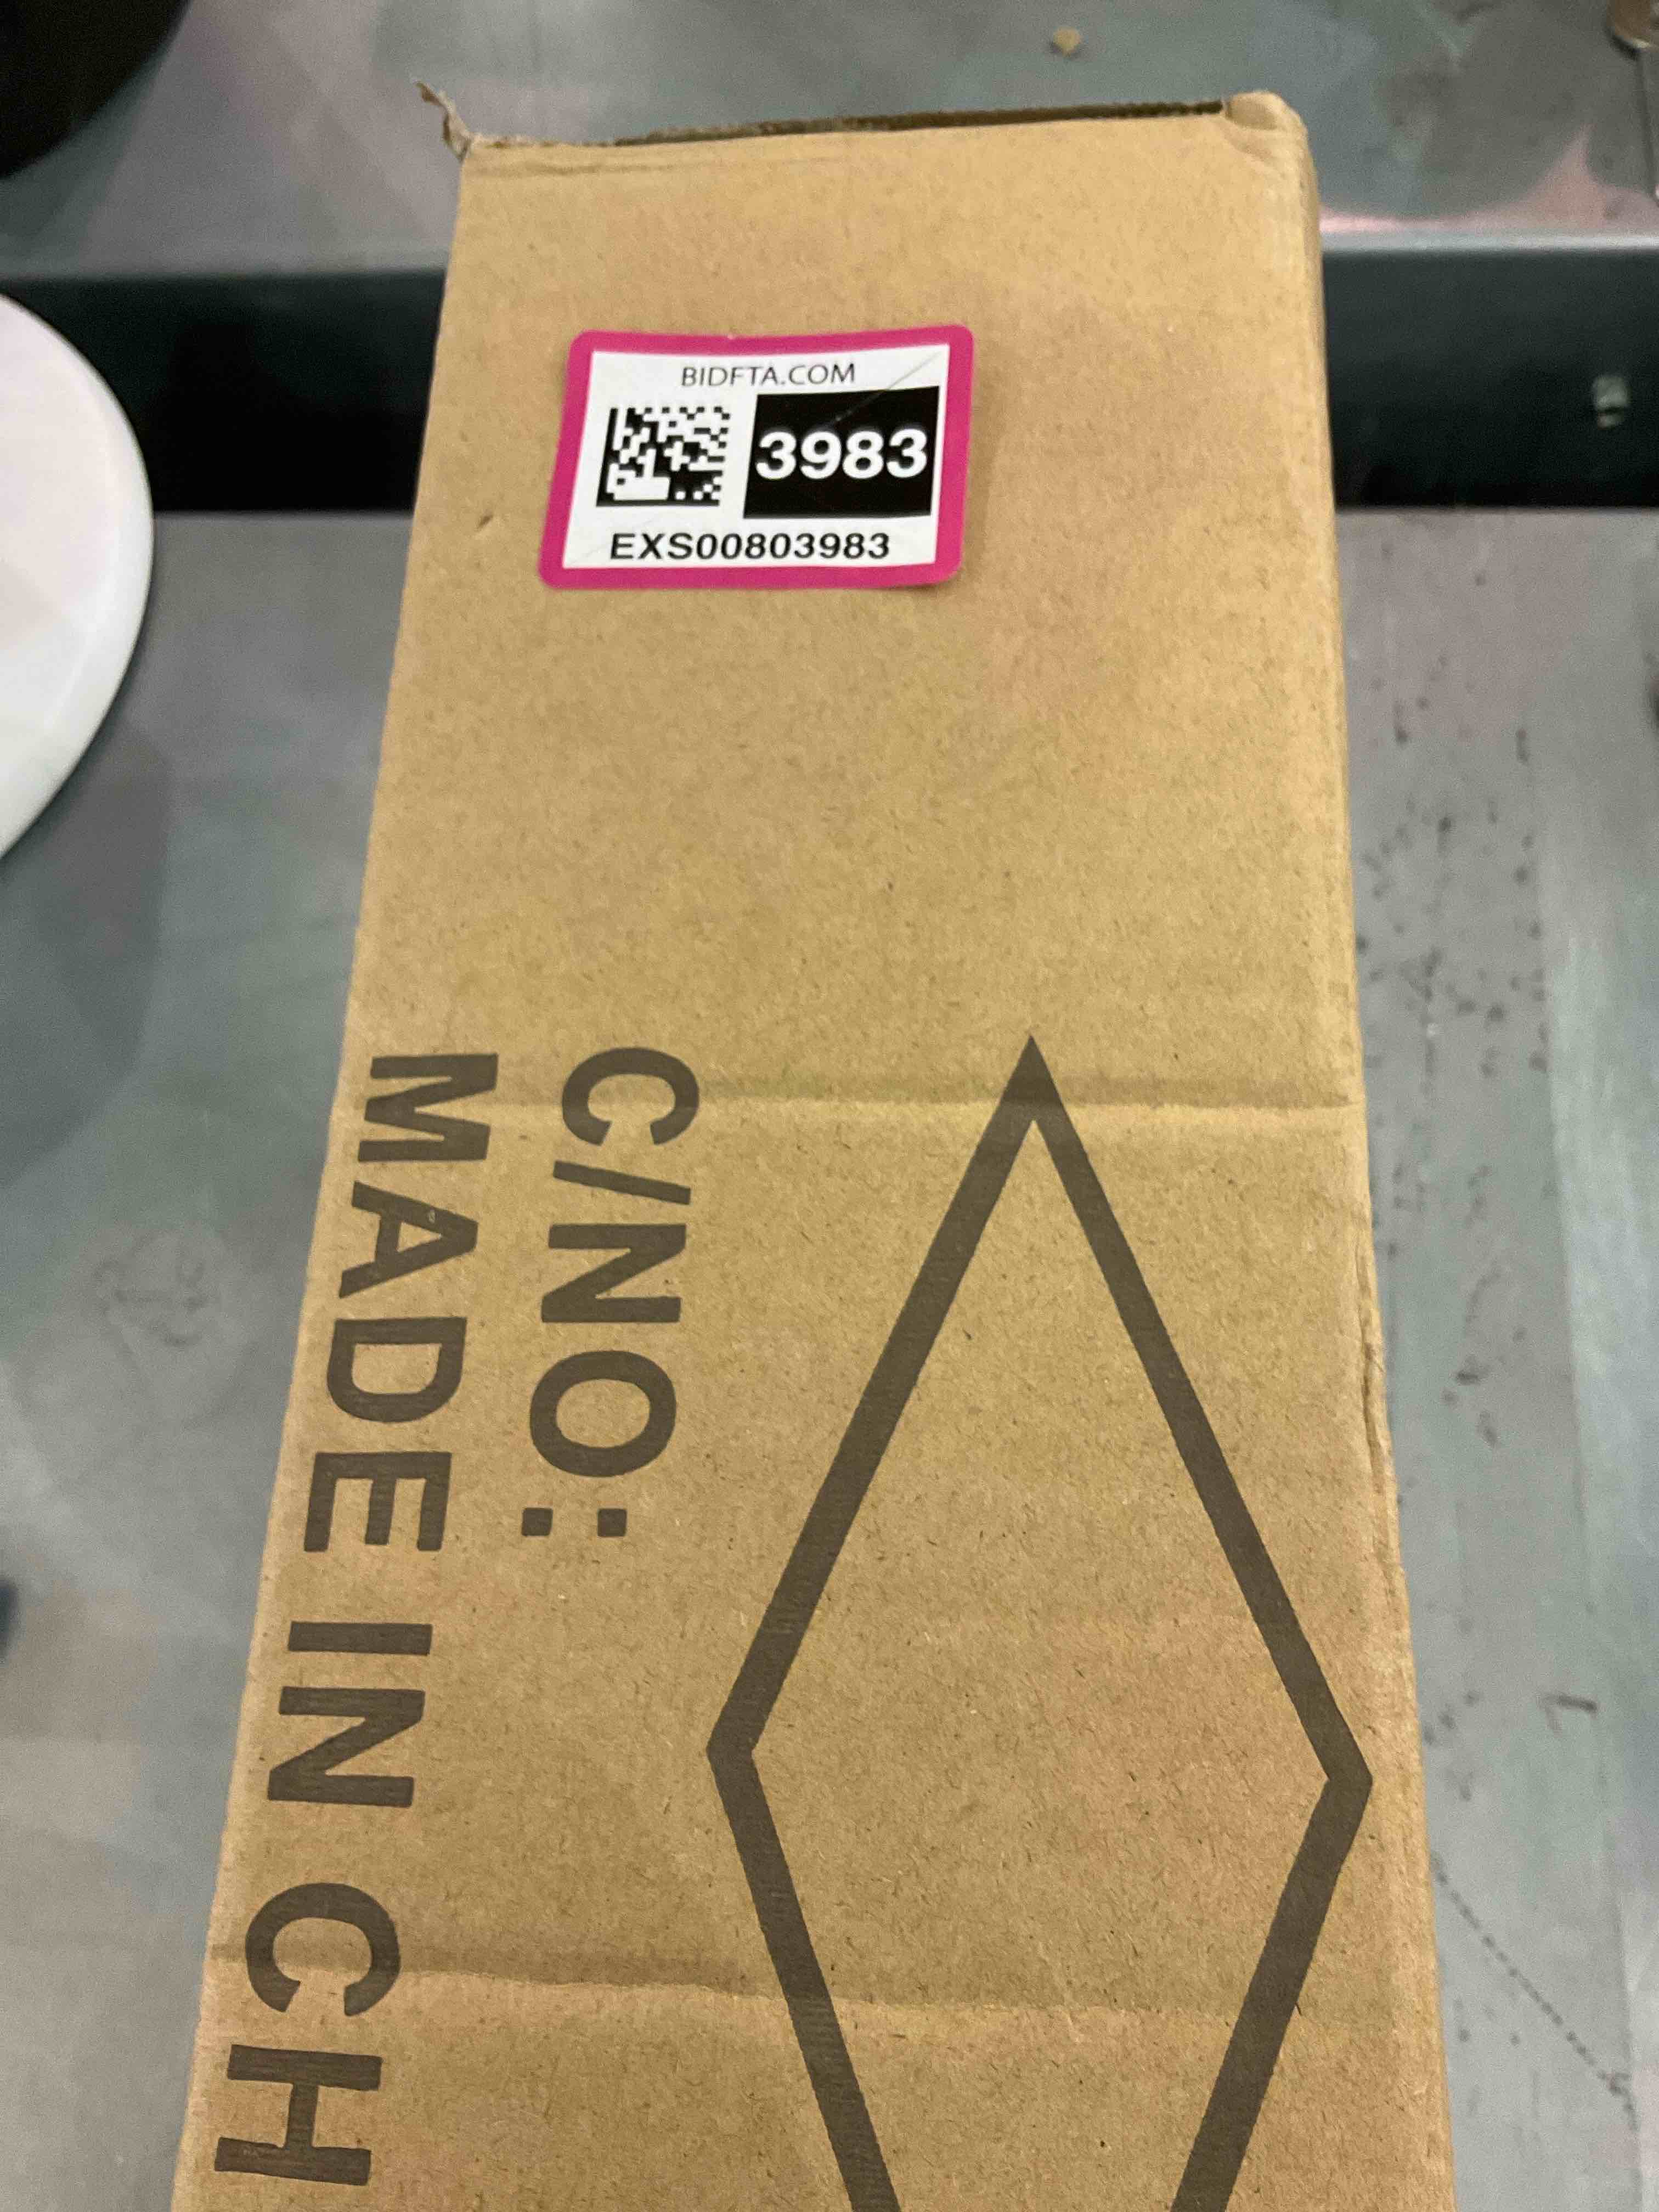 BIDFTA.COM
3983
EXS00803983
C/NO:
MADE IN CH